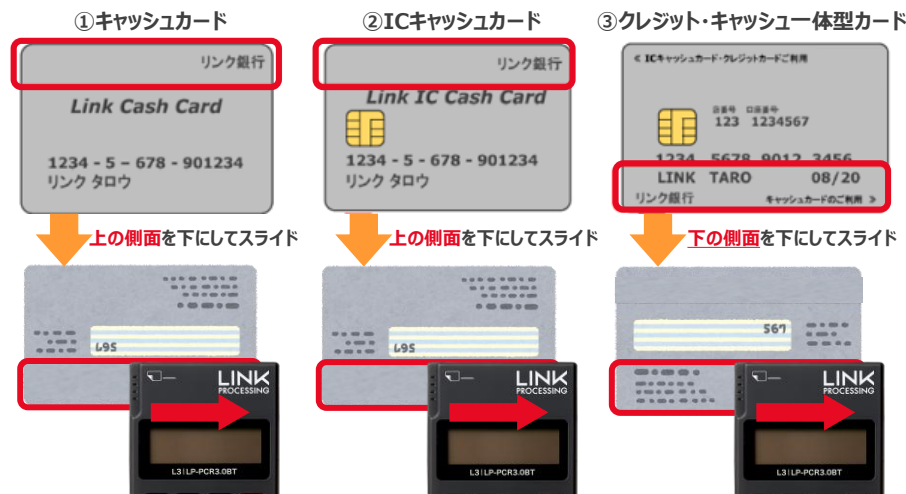 ①キャッシュカード
リンク銀行
Link Cash Card
1234 - 5 – 678 - 901234
リンク タロウ
上の側面を下にしてスライド
567
LINK
PROCESSING
L3 | LP-PCR3.0BT
②ICキャッシュカード
リンク銀行
Link IC Cash Card
1234 - 5 - 678 - 901234
リンク タロウ
上の側面を下にしてスライド
567
LINK
PROCESSING
L3 | LP-PCR3.0BT
③クレジット・キャッシュ一体型カード
《 ICキャッシュカード・クレジットカードご利用
店番号 口座番号
123 1234567
1234 5678 9012 3456
LINK TARO 08/20
リンク銀行
キャッシュカードのご利用 》
下の側面を下にしてスライド
567
LINK
PROCESSING
L3 | LP-PCR3.0BT